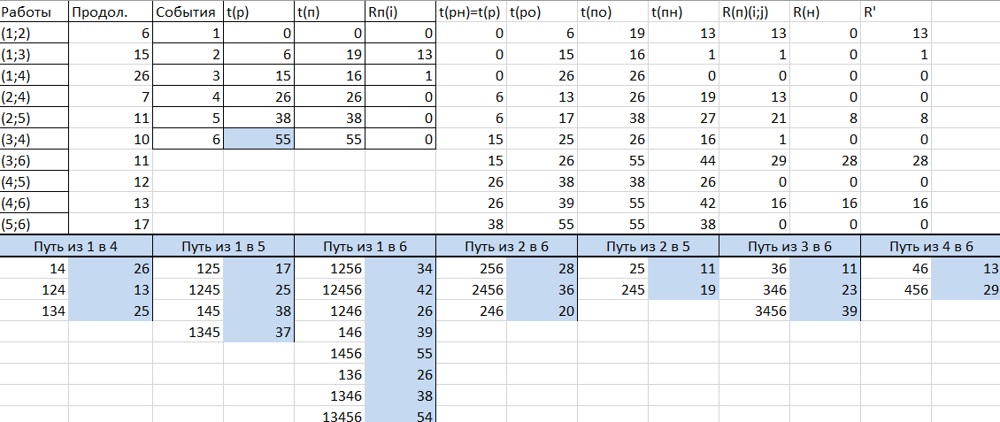 Работы Продол. События t(р) t(п) Rп(i) t(рн)=t(р) t(ро) t(по) t(пн) R(п)(i;j) R(н) R'
(1;2) 6 1 0 0 0 0 6 19 13 13 0 13
(1;3) 15 2 6 19 13 0 15 16 1 1 0 1
(1;4) 26 3 15 16 1 0 26 26 0 0 0 0
(2;4) 7 4 26 26 0 6 13 26 19 13 0 0
(2;5) 11 5 38 38 0 6 17 38 27 21 8 8
(3;4) 10 6 55 55 0 15 25 26 16 1 0 0
(3;6) 11 15 26 55 44 29 28 28
(4;5) 12 26 38 38 26 0 0 0
(4;6) 13 26 39 55 42 16 16 16
(5;6) 17 38 55 55 38 0 0 0
Путь из 1 в 4 Путь из 1 в 5 Путь из 1 в 6 Путь из 2 в 6 Путь из 2 в 5 Путь из 3 в 6 Путь из 4 в 6
14 26 125 17 1256 34 256 28 25 11 36 11 46 13
124 13 1245 25 12456 42 2456 36 245 19 346 23 456 29
134 25 145 38 1246 26 246 20 3456 39
1345 37 146 39
1456 55
136 26
1346 38
13456 54